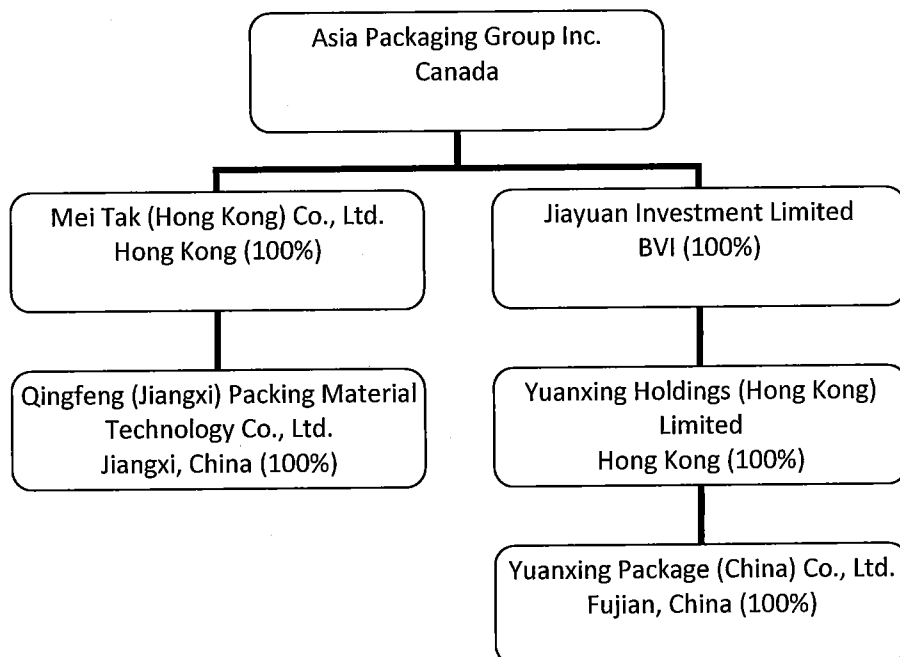 Asia Packaging Group Inc.
Canada
Mei Tak (Hong Kong) Co., Ltd.
Hong Kong (100%)
Jiayuan Investment Limited
BVI (100%)
Qingfeng (Jiangxi) Packing Material
Technology Co., Ltd.
Jiangxi, China (100%)
Yuanxing Holdings (Hong Kong)
Limited
Hong Kong (100%)
Yuanxing Package (China) Co., Ltd.
Fujian, China (100%)